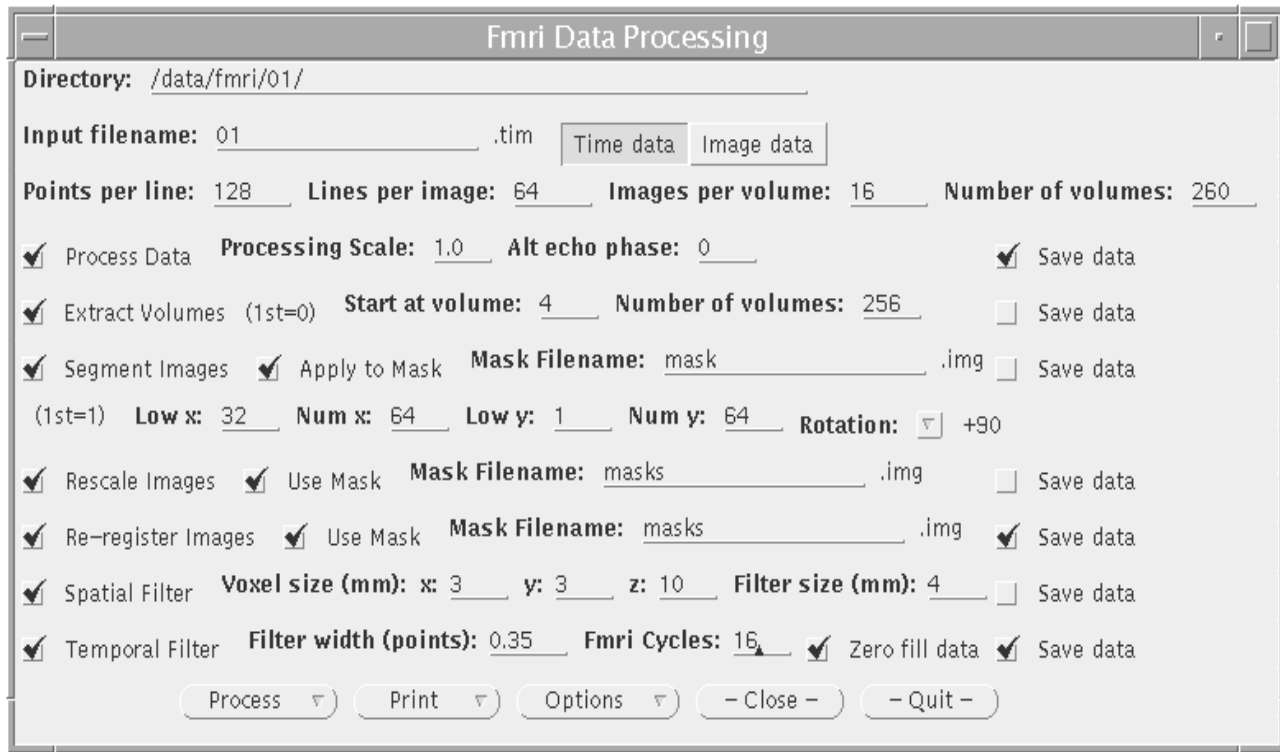 Fmri Data Processing
Directory: /data/fmri/01/
Input filename: 01 .tim Time data Image data
Points per line: 128 Lines per image: 64 Images per volume: 16 Number of volumes: 260
Process Data Processing Scale: 1.0 Alt echo phase: 0 Save data
Extract Volumes (1st=0) Start at volume: 4 Number of volumes: 256 Save data
Segment Images Apply to Mask Mask Filename: mask .img Save data
(1st=1) Low x: 32 Num x: 64 Low y: 1 Num y: 64 Rotation: +90
Rescale Images Use Mask Mask Filename: masks .img Save data
Re-register Images Use Mask Mask Filename: masks .img Save data
Spatial Filter Voxel size (mm): x: 3 y: 3 z: 10 Filter size (mm): 4 Save data
Temporal Filter Filter width (points): 0.35 Fmri Cycles: 16 Zero fill data Save data
Process Print Options - Close - - Quit -